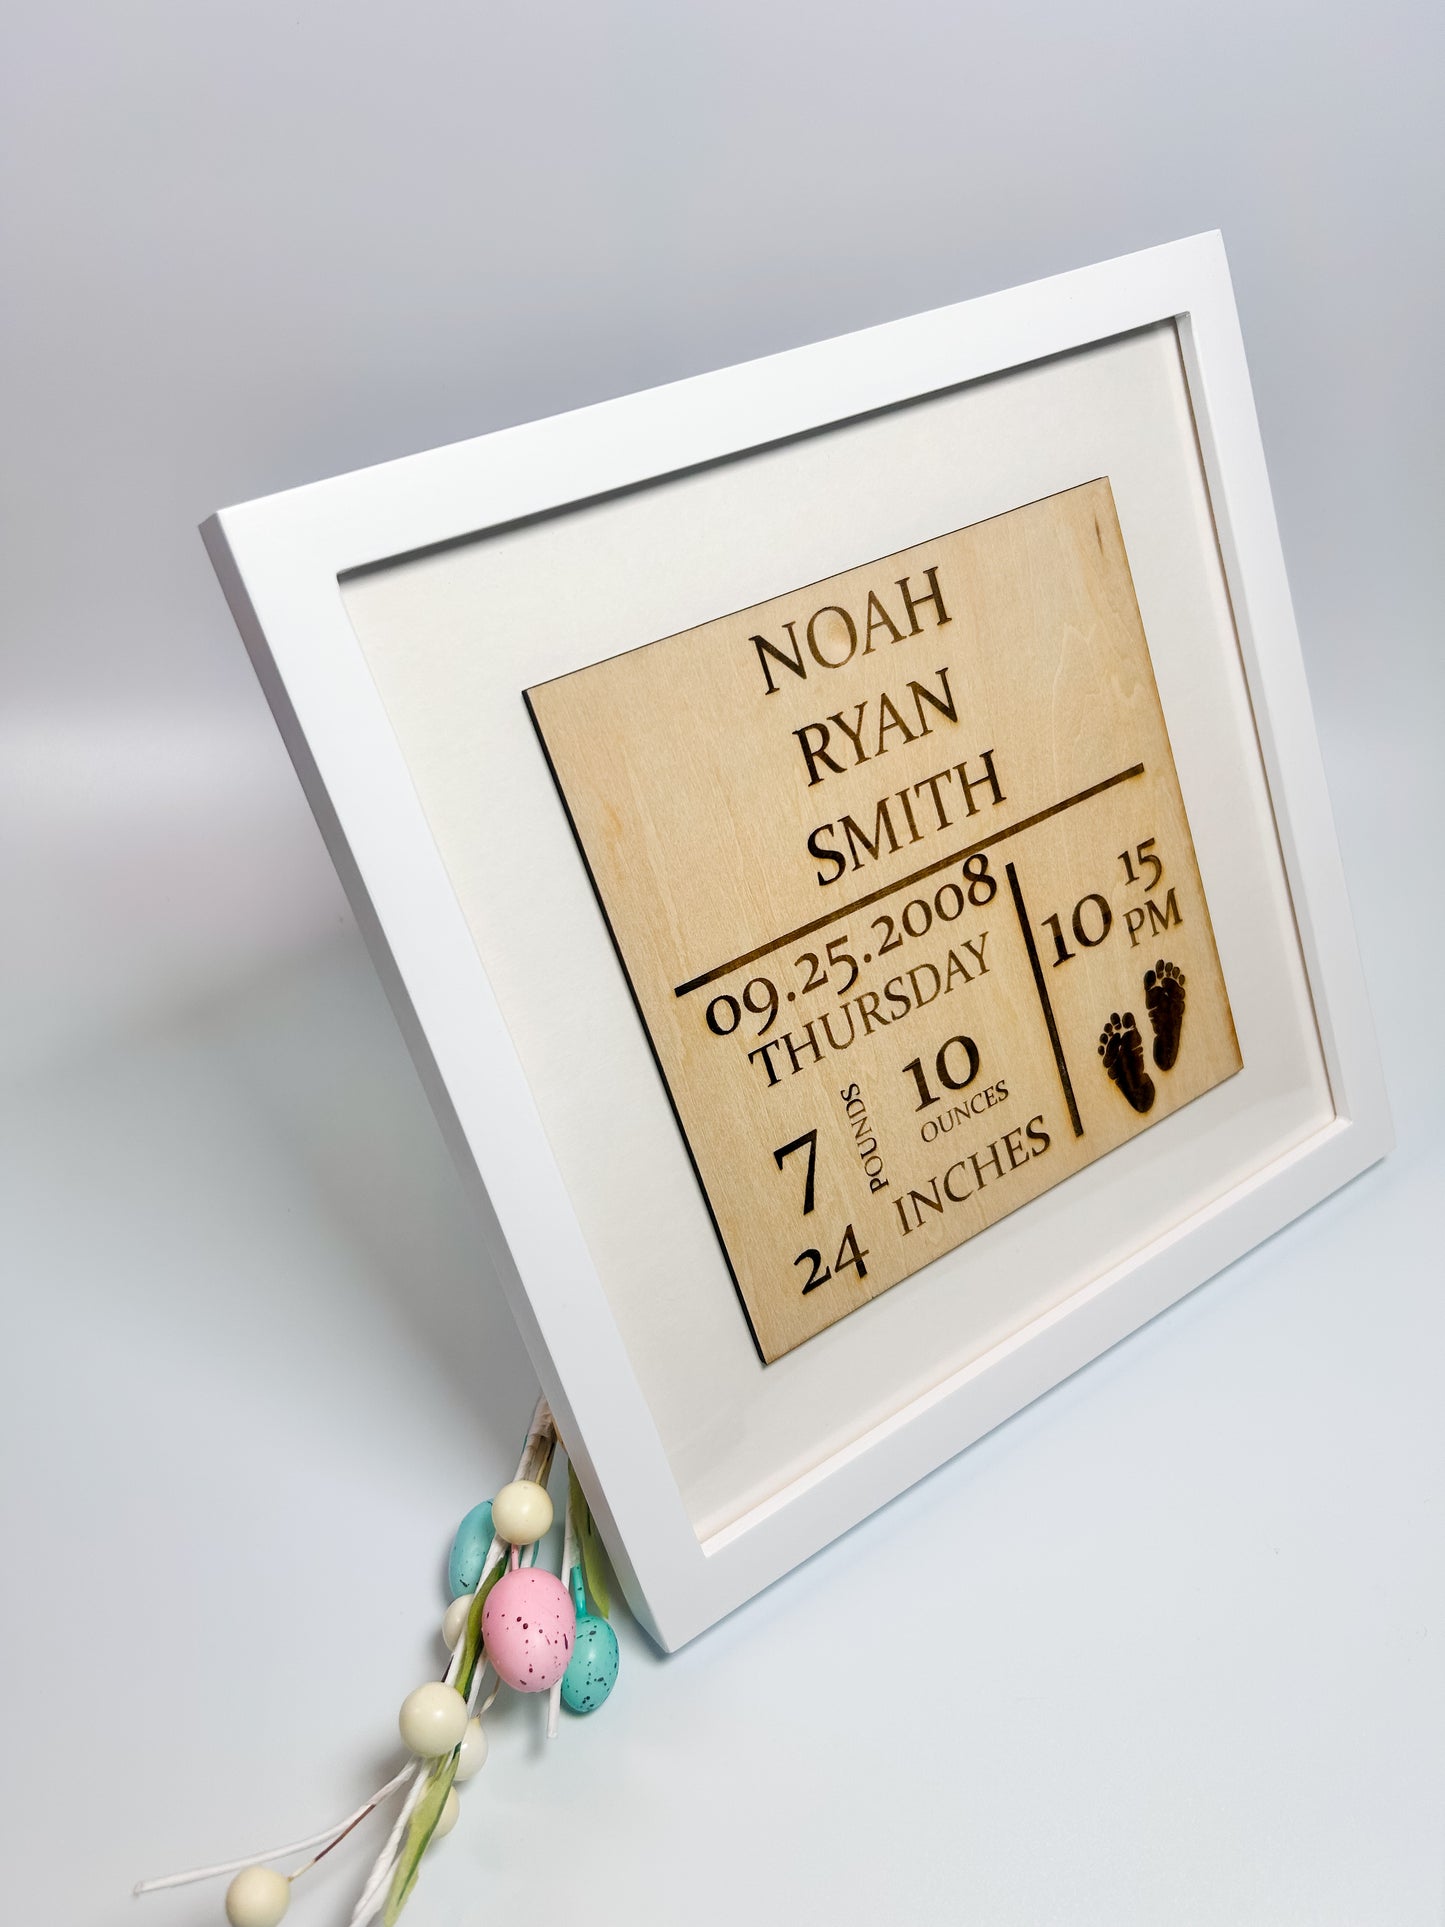 NOAH
RYAN
SMITH
09.25.2008
THURSDAY
7 POUNDS
10
OUNCES
24 INCHES
10 15
PM